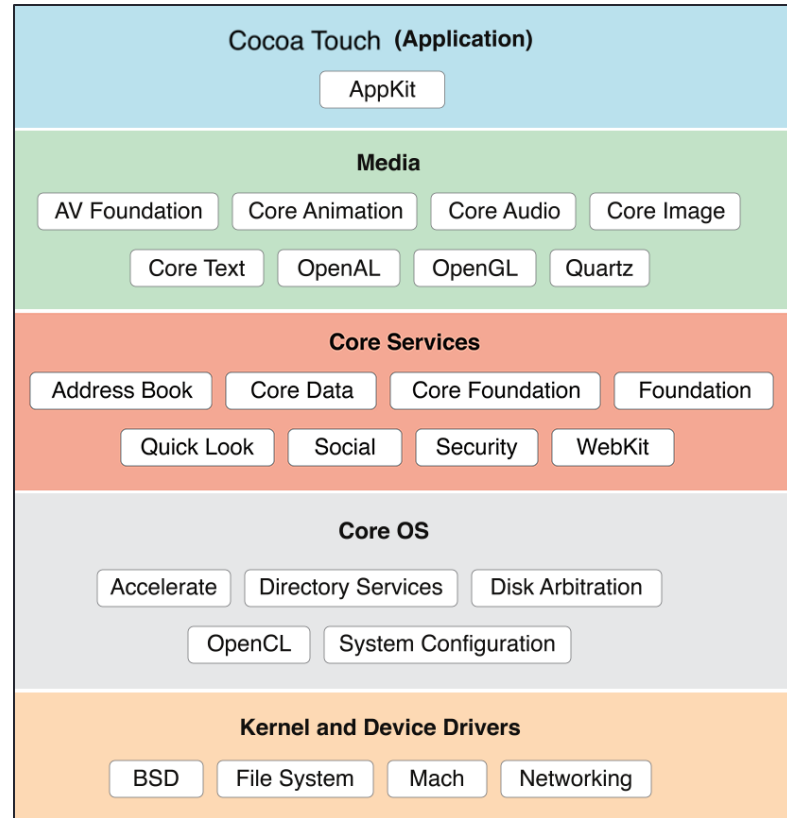 Cocoa Touch (Application)
AppKit
Media
AV Foundation Core Animation Core Audio Core Image
Core Text OpenAL OpenGL Quartz
Core Services
Address Book Core Data Core Foundation Foundation
Quick Look Social Security WebKit
Core OS
Accelerate Directory Services Disk Arbitration
OpenCL System Configuration
Kernel and Device Drivers
BSD File System Mach Networking